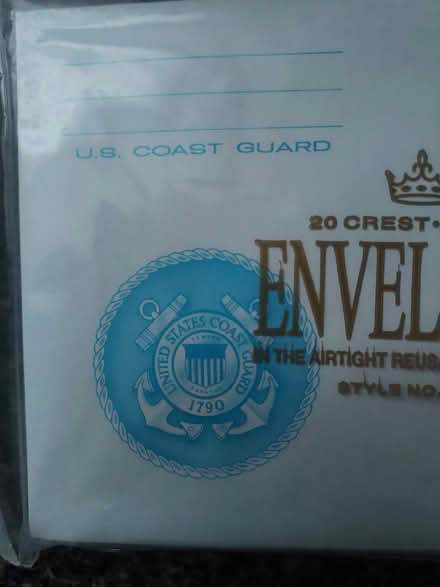 U.S. COAST GUARD
20 CREST•
ENVEL
IN THE AIRTIGHT REUS
STYLE NO.
UNITED STATES COAST GUARD
1790